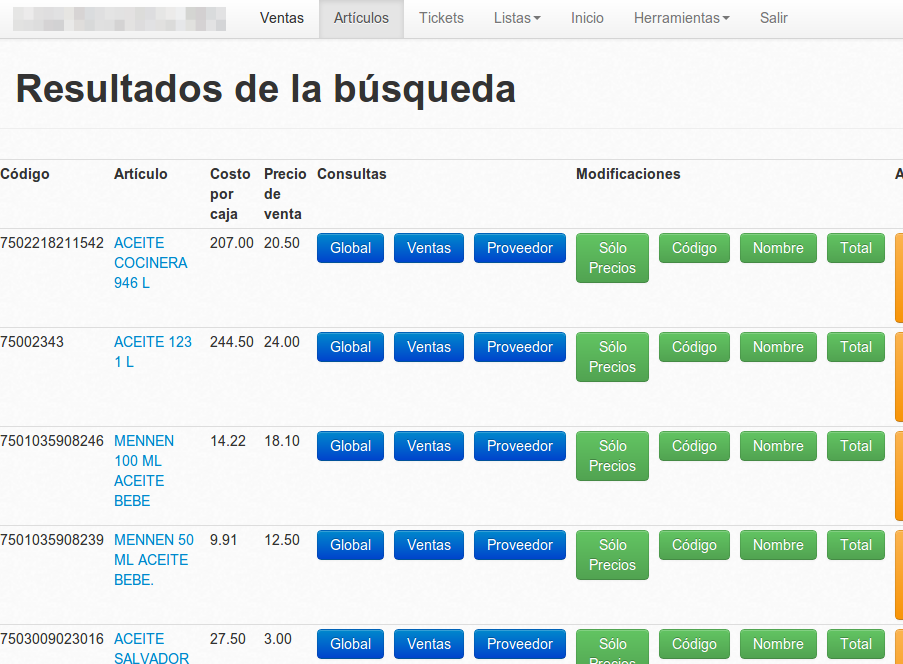 Ventas Artículos Tickets Listas Inicio Herramientas Salir
Resultados de la búsqueda
Código Artículo Costo por caja Precio de venta Consultas Modificaciones A
7502218211542 ACEITE COCINERA 946 L 207.00 20.50 Global Ventas Proveedor Sólo Precios Código Nombre Total
75002343 ACEITE 123 1 L 244.50 24.00 Global Ventas Proveedor Sólo Precios Código Nombre Total
7501035908246 MENNEN 100 ML ACEITE BEBE 14.22 18.10 Global Ventas Proveedor Sólo Precios Código Nombre Total
7501035908239 MENNEN 50 ML ACEITE BEBE. 9.91 12.50 Global Ventas Proveedor Sólo Precios Código Nombre Total
7503009023016 ACEITE SALVADOR 27.50 3.00 Global Ventas Proveedor Sólo Precios Código Nombre Total